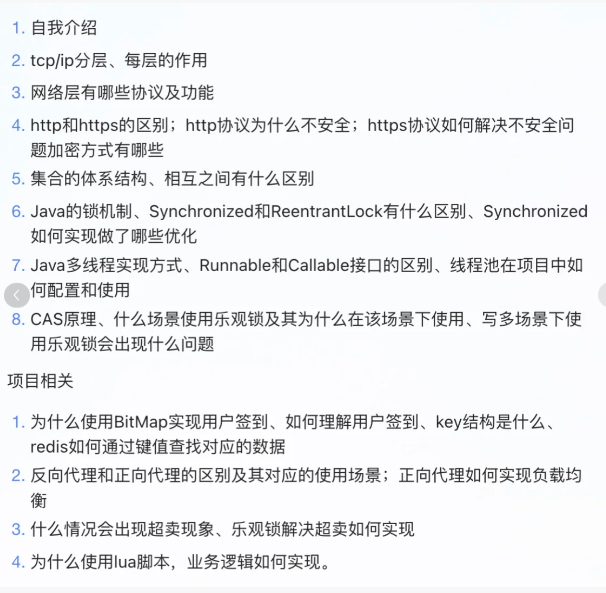 1. 自我介绍
2. tcp/ip分层、每层的作用
3. 网络层有哪些协议及功能
4. http和https的区别；http协议为什么不安全；https协议如何解决不安全问
题加密方式有哪些
5. 集合的体系结构、相互之间有什么区别
6. Java的锁机制、Synchronized和ReentrantLock有什么区别、Synchronized
如何实现做了哪些优化
7. Java多线程实现方式、Runnable和Callable接口的区别、线程池在项目中如
何配置和使用
8. CAS原理、什么场景使用乐观锁及其为什么在该场景下使用、写多场景下使
用乐观锁会出现什么问题
项目相关
1. 为什么使用BitMap实现用户签到、如何理解用户签到、key结构是什么、
redis如何通过键值查找对应的数据
2. 反向代理和正向代理的区别及其对应的使用场景；正向代理如何实现负载均
衡
3. 什么情况会出现超卖现象、乐观锁解决超卖如何实现
4. 为什么使用lua脚本，业务逻辑如何实现。